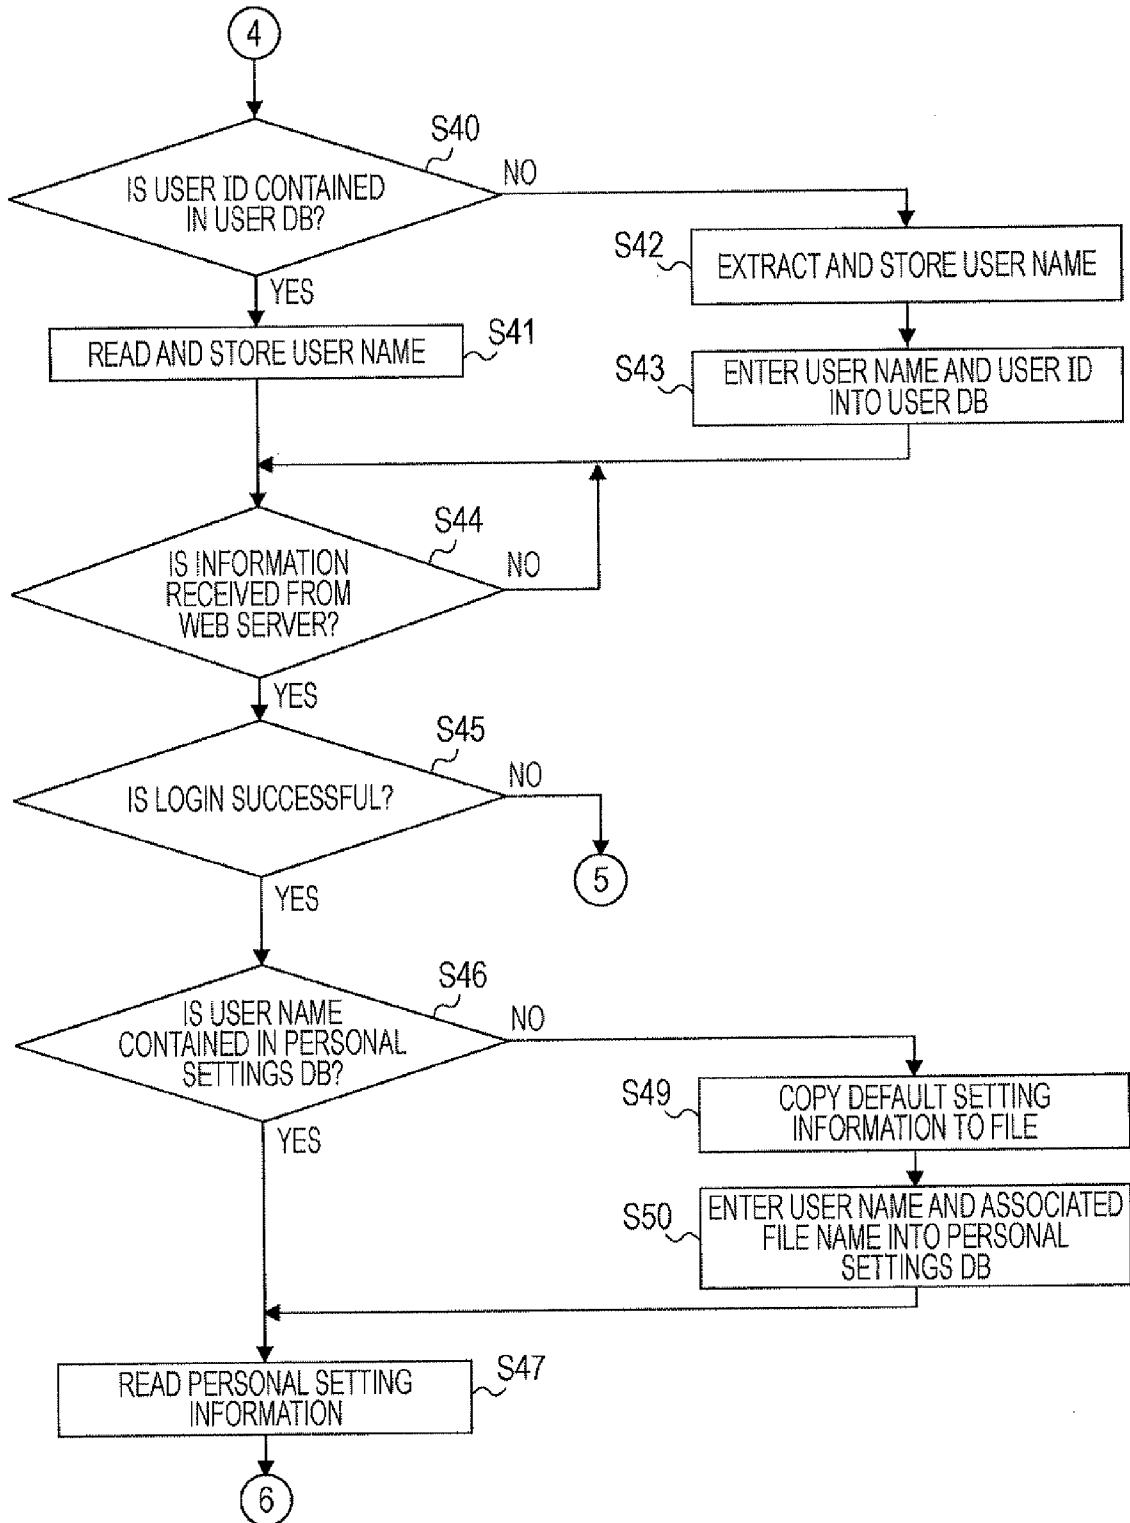 4
S40
IS USER ID CONTAINED
IN USER DB?
NO
YES
S42
EXTRACT AND STORE USER NAME
S41
READ AND STORE USER NAME
S43
ENTER USER NAME AND USER ID
INTO USER DB
S44
IS INFORMATION
RECEIVED FROM
WEB SERVER?
NO
YES
S45
IS LOGIN SUCCESSFUL?
NO
5
YES
S46
IS USER NAME
CONTAINED IN PERSONAL
SETTINGS DB?
NO
YES
S49
COPY DEFAULT SETTING
INFORMATION TO FILE
S50
ENTER USER NAME AND ASSOCIATED
FILE NAME INTO PERSONAL
SETTINGS DB
S47
READ PERSONAL SETTING
INFORMATION
6